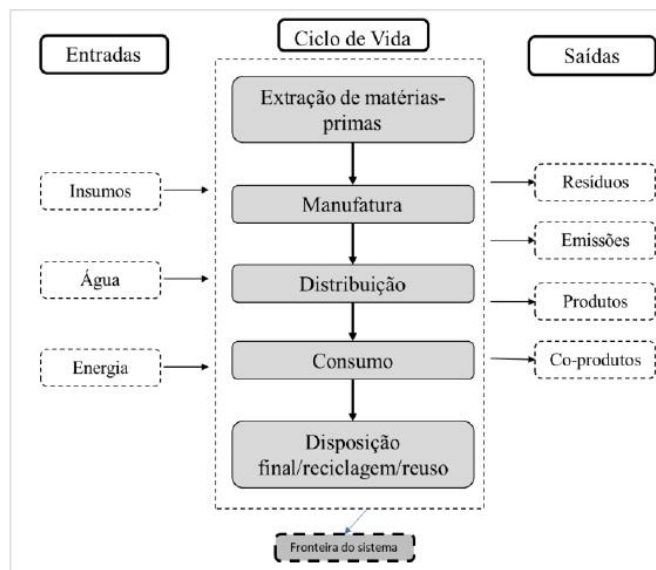 Entradas
Ciclo de Vida
Saídas
Extração de matérias-
primas
Insumos
Manufatura
Resíduos
Emissões
Água
Distribuição
Produtos
Energia
Consumo
Co-produtos
Disposição
final/reciclagem/reuso
Fronteira do sistema